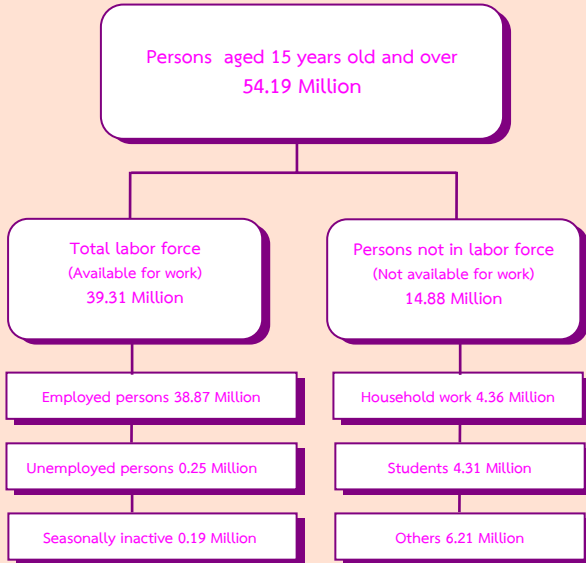 Persons aged 15 years old and over
54.19 Million
Total labor force
(Available for work)
39.31 Million
Persons not in labor force
(Not available for work)
14.88 Million
Employed persons 38.87 Million
Household work 4.36 Million
Unemployed persons 0.25 Million
Students 4.31 Million
Seasonally inactive 0.19 Million
Others 6.21 Million